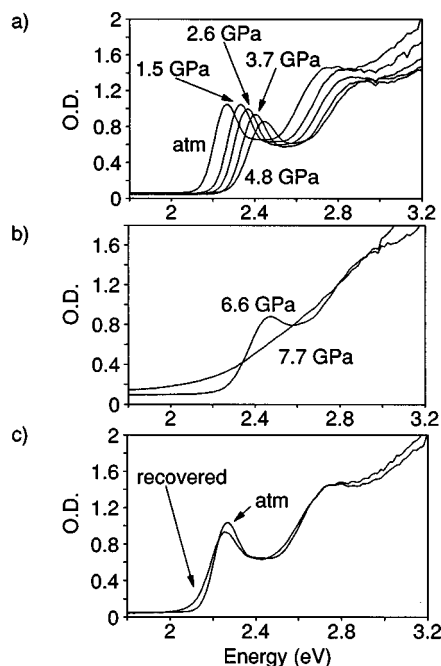 a)
2
2.6 GPa
1.6
1.5 GPa
3.7 GPa
1.2
O.D.
0.8
atm
0.4
4.8 GPa
0
2 2.4 2.8 3.2
b)
1.6
1.2
O.D.
6.6 GPa
0.8
7.7 GPa
0.4
0
2 2.4 2.8 3.2
c)
2
1.6
recovered
atm
1.2
O.D.
0.8
0.4
0
2 2.4 2.8 3.2
Energy (eV)